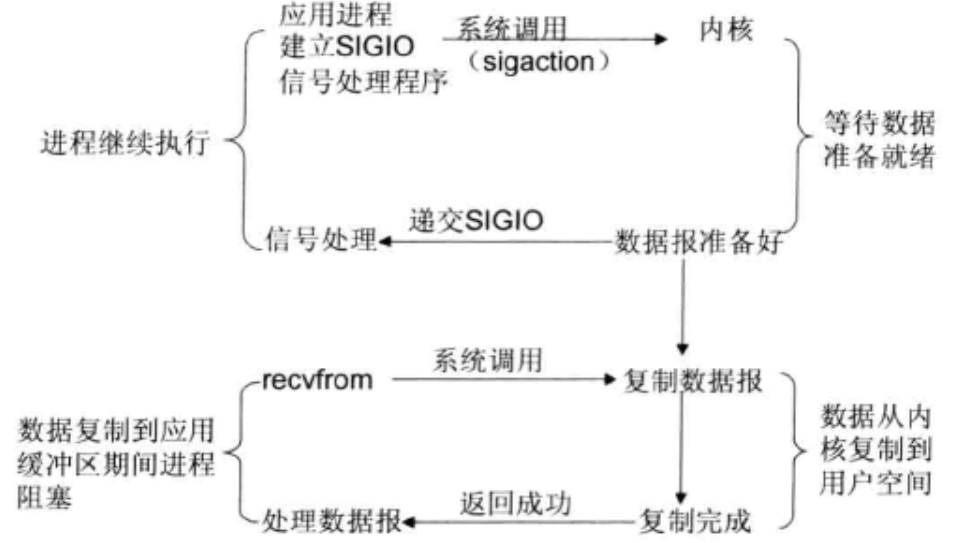 应用进程
建立SIGIO
信号处理程序
系统调用
（sigaction）
内核
进程继续执行
等待数据
准备就绪
信号处理
递交SIGIO
数据报准备好
recvfrom
系统调用
复制数据报
数据复制到应用
缓冲区期间进程
阻塞
数据从内
核复制到
用户空间
处理数据报
返回成功
复制完成